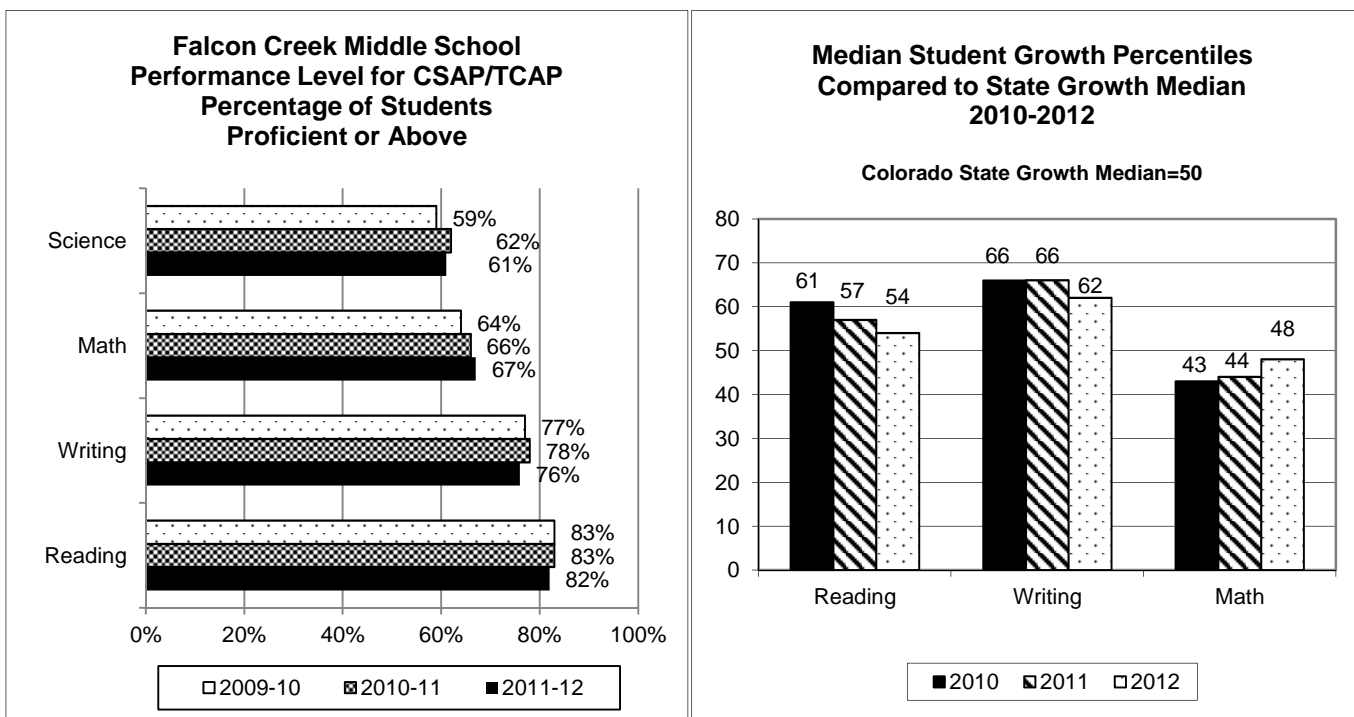 Falcon Creek Middle School
Performance Level for CSAP/TCAP
Percentage of Students
Proficient or Above
Science
59%
62%
61%
Math
64%
66%
67%
Writing
77%
78%
76%
Reading
83%
83%
82%
0% 20% 40% 60% 80% 100%
2009-10 2010-11 2011-12
Median Student Growth Percentiles
Compared to State Growth Median
2010-2012
Colorado State Growth Median=50
80
70
60
50
40
30
20
10
0
61 57 54
66 66 62
43 44 48
Reading Writing Math
2010 2011 2012